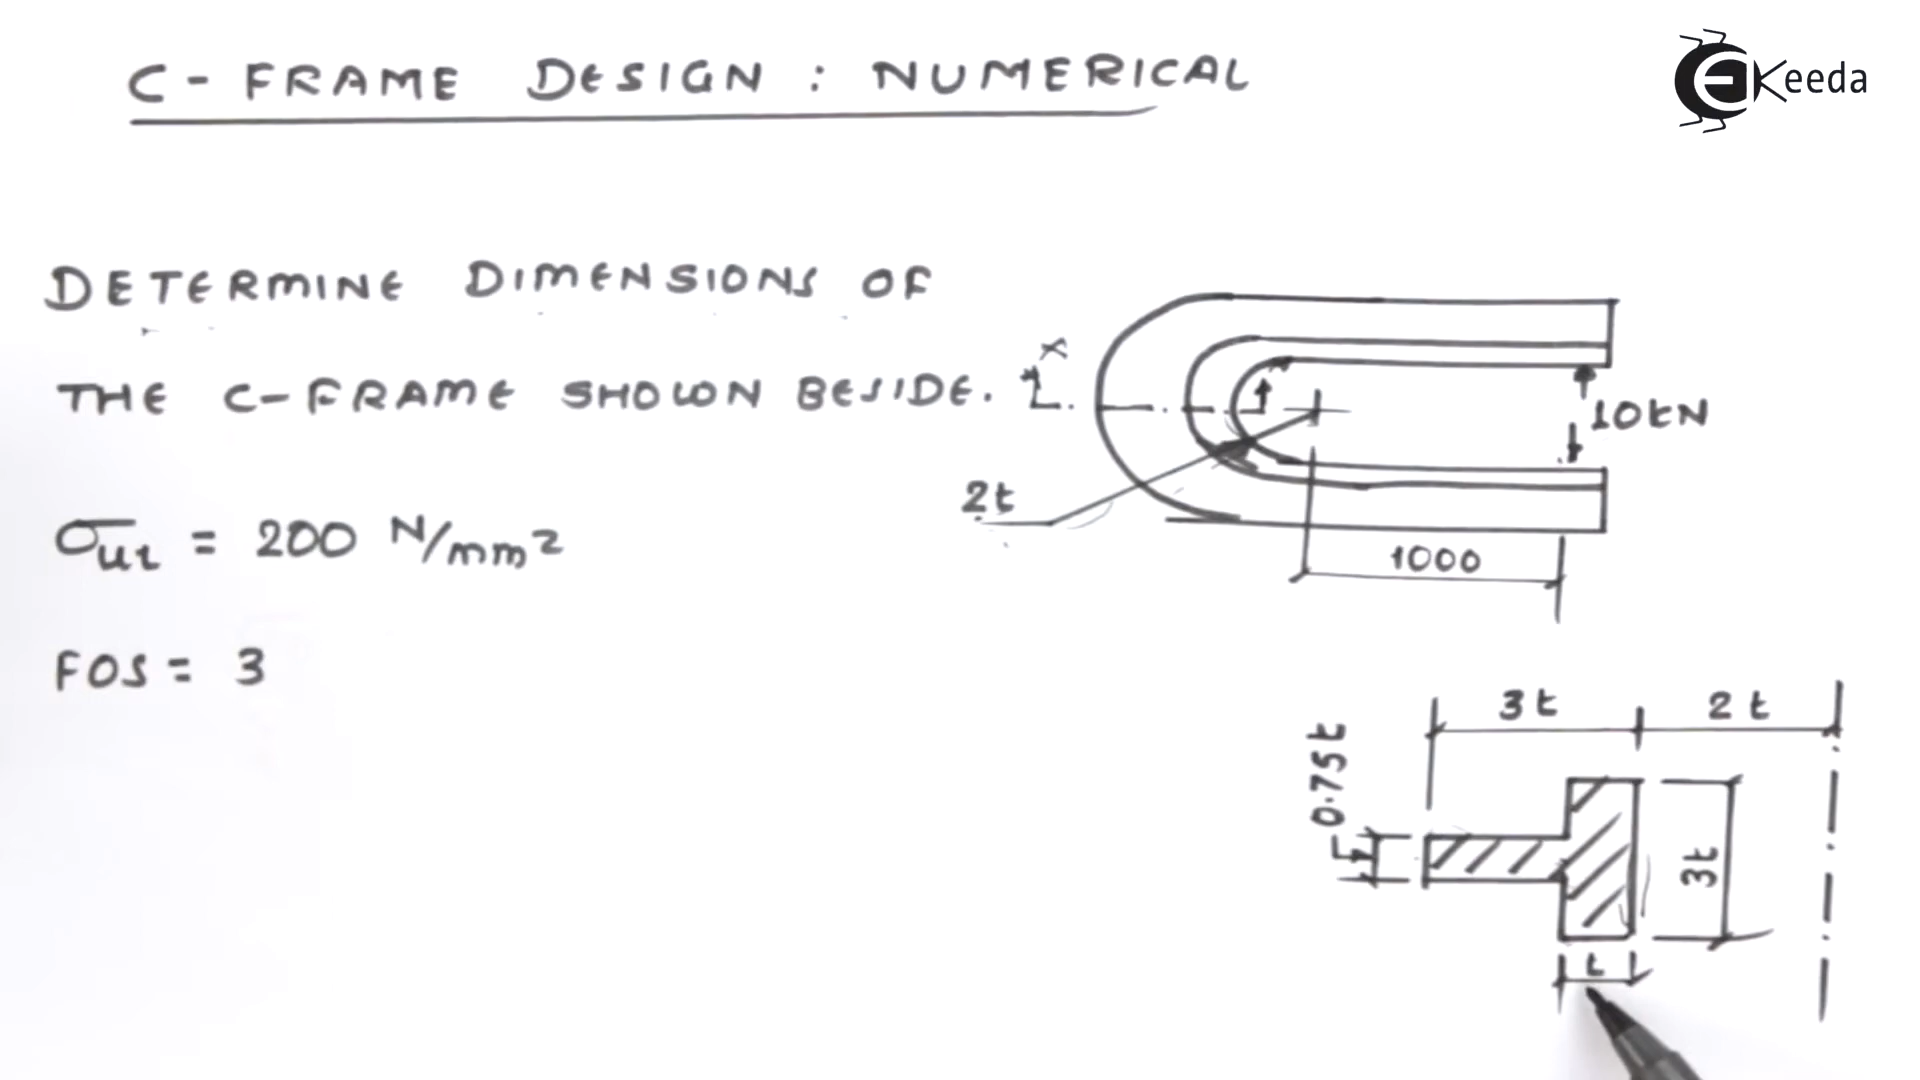 C- FRAME DESIGN : NUMERICAL
EKeeda
DETERMINE DIMENSIONS OF
THE C-FRAME SHOWN BESIDE.
X
10kN
2t
σut = 200 N/mm2
1000
FOS = 3
3t
2t
0.75t
3t
t